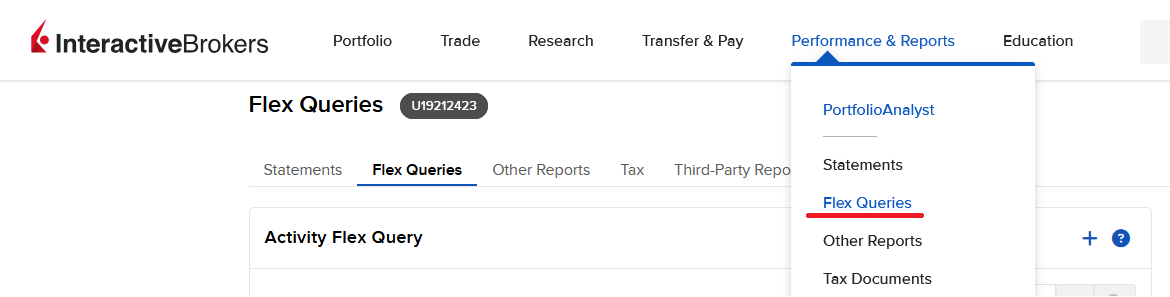 InteractiveBrokers Portfolio Trade Research Transfer & Pay Performance & Reports Education
Flex Queries U19212423
PortfolioAnalyst
Statements Flex Queries Other Reports Tax Third-Party Repo
Statements
Flex Queries
Activity Flex Query + ?
Other Reports
Tax Documents